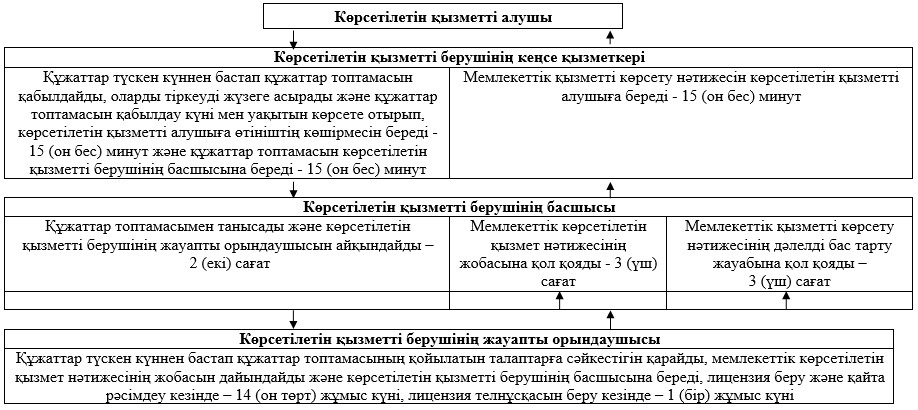 Көрсетілетін қызметті алушы
Көрсетілетін қызметті берушінің кеңсе қызметкері
Құжаттар түскен күннен бастап құжаттар топтамасын
қабылдайды, оларды тіркеуді жүзеге асырады және құжаттар
топтамасын қабылдау күні мен уақытын көрсете отырып,
көрсетілетін қызметті алушыға өтініштің көшірмесін береді -
15 (он бес) минут және құжаттар топтамасын көрсетілетін
қызметті берушінің басшысына береді - 15 (он бес) минут
Мемлекеттік қызметті көрсету нәтижесін көрсетілетін қызметті
алушыға береді - 15 (он бес) минут
Көрсетілетін қызметті берушінің басшысы
Құжаттар топтамасымен танысады және көрсетілетін
қызметті берушінің жауапты орындаушысын айқындайды –
2 (екі) сағат
Мемлекеттік көрсетілетін
қызмет нәтижесінің
жобасына қол қояды - 3 (үш)
сағат
Мемлекеттік қызметті көрсету
нәтижесінің дәлелді бас тарту
жауабына қол қояды –
3 (үш) сағат
Көрсетілетін қызметті берушінің жауапты орындаушысы
Құжаттар түскен күннен бастап құжаттар топтамасының қойылатын талаптарға сәйкестігін қарайды, мемлекеттік көрсетілетін
қызмет нәтижесінің жобасын дайындайды және көрсетілетін қызметті берушінің басшысына береді, лицензия беру және қайта
рәсімдеу кезінде – 14 (он төрт) жұмыс күні, лицензия телнұсқасын беру кезінде – 1 (бір) жұмыс күні